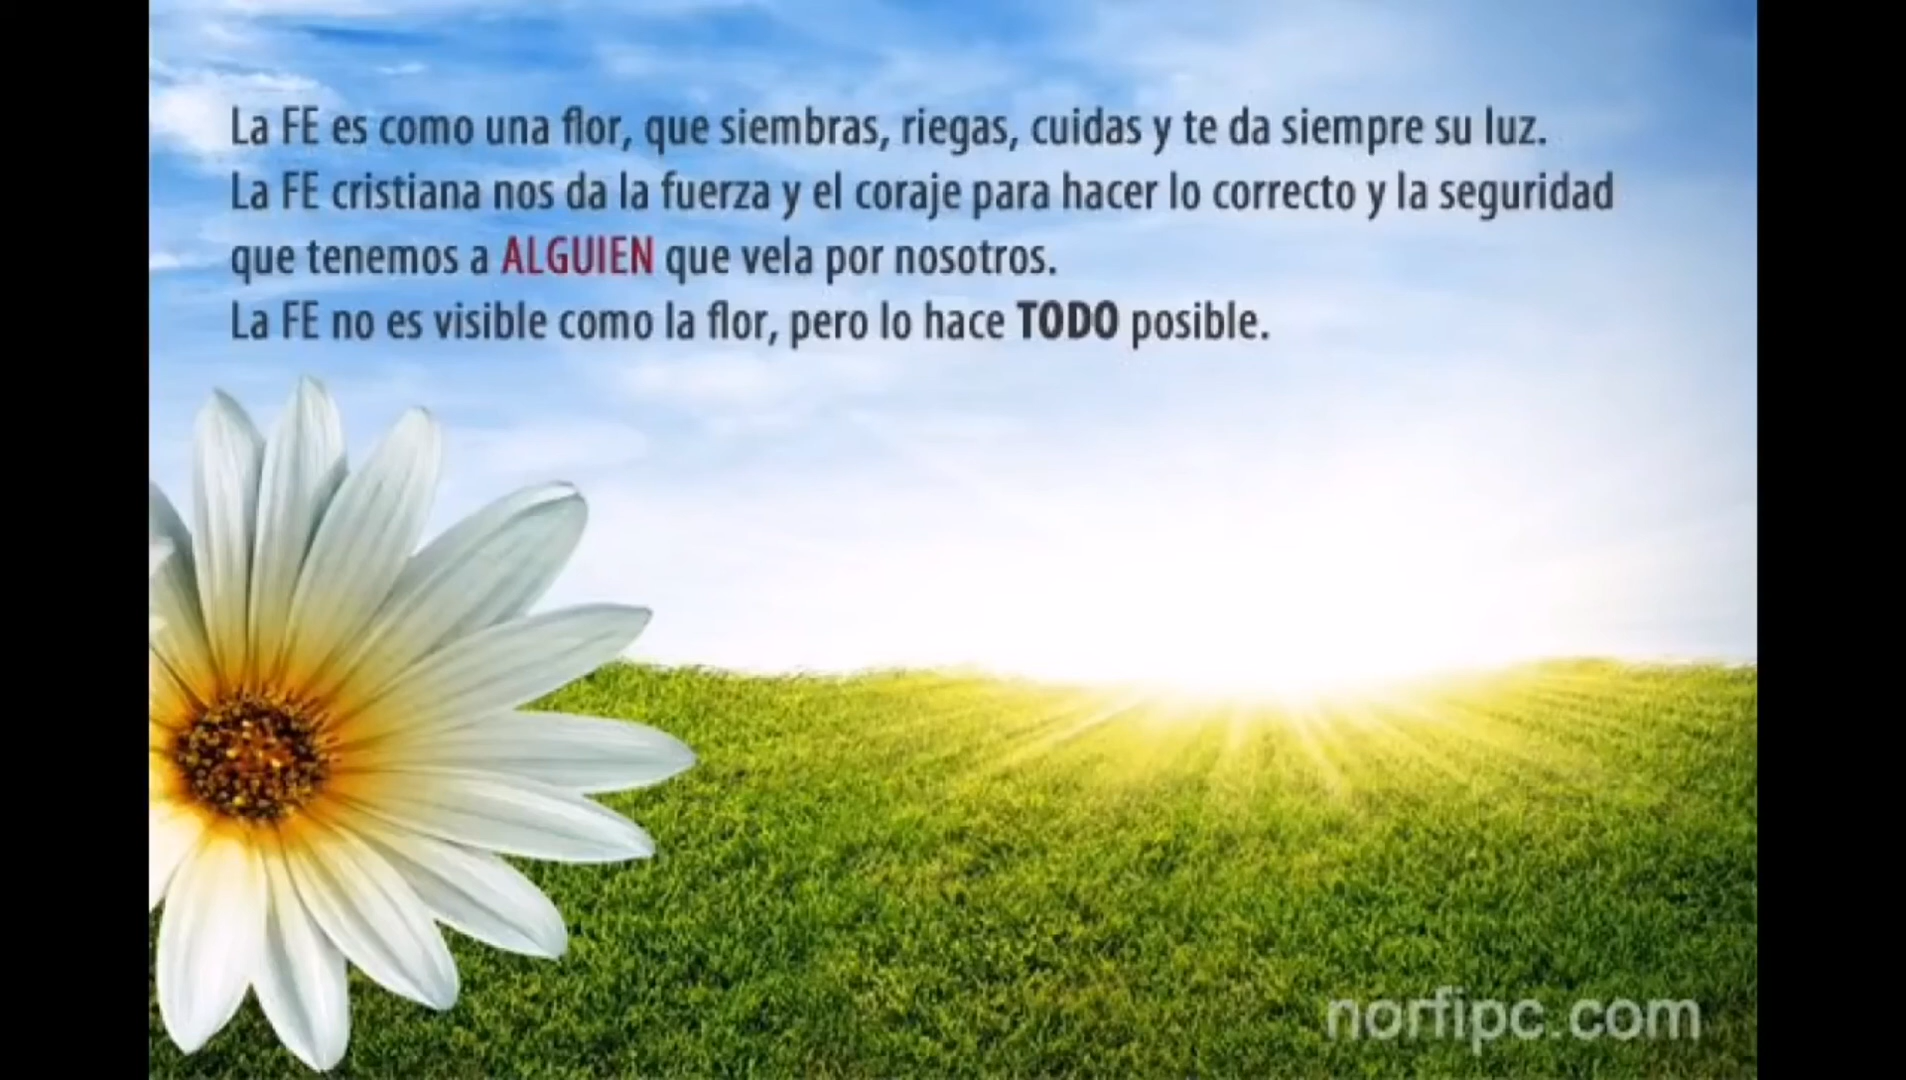 La FE es como una flor, que siembras, riegas, cuidas y te da siempre su luz.
La FE cristiana nos da la fuerza y el coraje para hacer lo correcto y la seguridad
que tenemos a ALGUIEN que vela por nosotros.
La FE no es visible como la flor, pero lo hace TODO posible.
norfipc.com